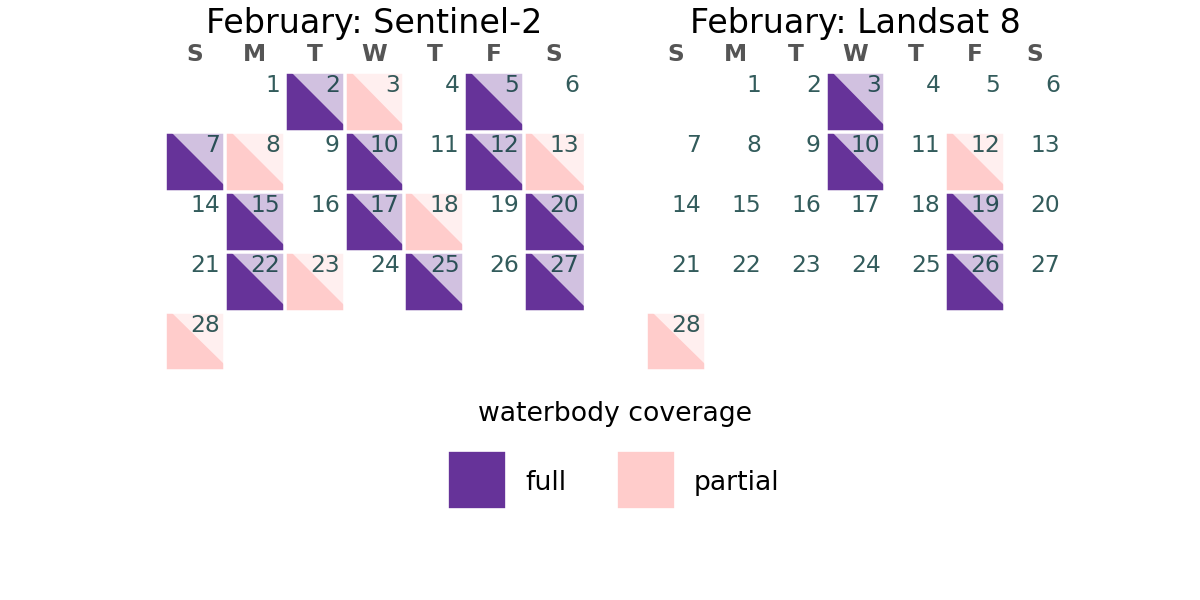 February: Sentinel-2
S M T W T F S
1 2 3 4 5 6
7 8 9 10 11 12 13
14 15 16 17 18 19 20
21 22 23 24 25 26 27
28
February: Landsat 8
S M T W T F S
1 2 3 4 5 6
7 8 9 10 11 12 13
14 15 16 17 18 19 20
21 22 23 24 25 26 27
28
waterbody coverage
full
partial